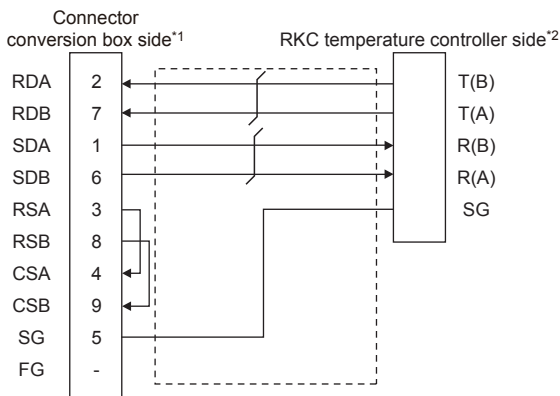 Connector
conversion box side*1
RKC temperature controller side*2
RDA 2 T(B)
RDB 7 T(A)
SDA 1 R(B)
SDB 6 R(A)
RSA 3 SG
RSB 8
CSA 4
CSB 9
SG 5
FG -